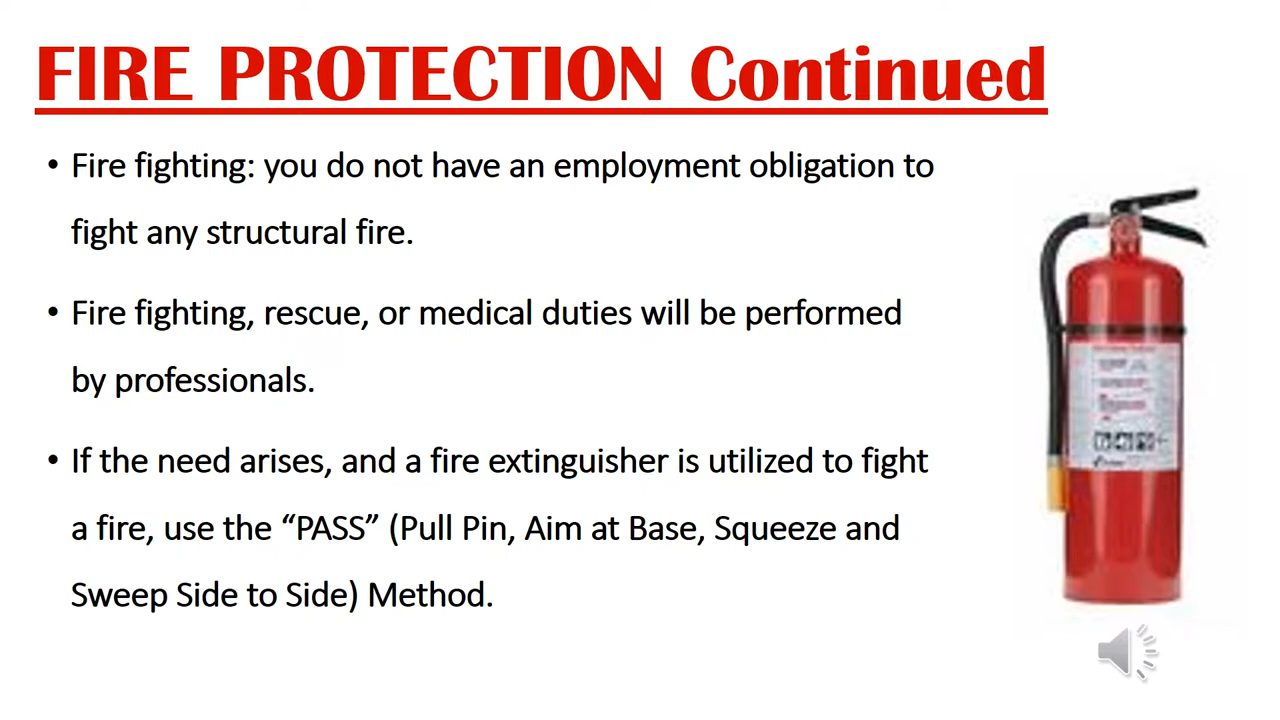 FIRE PROTECTION Continued
• Fire fighting: you do not have an employment obligation to
fight any structural fire.
• Fire fighting, rescue, or medical duties will be performed
by professionals.
• If the need arises, and a fire extinguisher is utilized to fight
a fire, use the “PASS” (Pull Pin, Aim at Base, Squeeze and
Sweep Side to Side) Method.